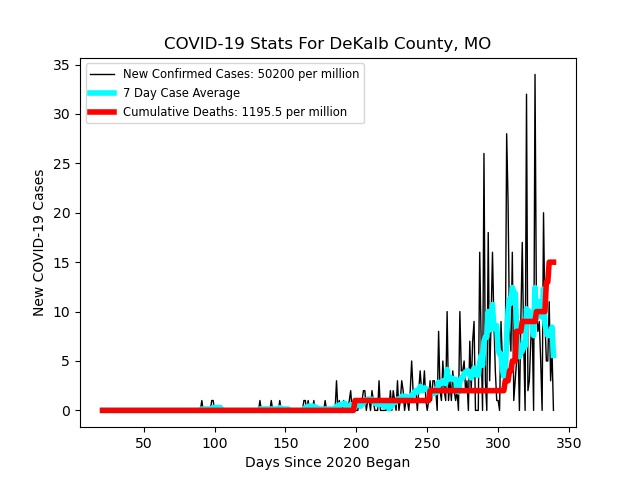 COVID-19 Stats For DeKalb County, MO
New Confirmed Cases: 50200 per million
7 Day Case Average
Cumulative Deaths: 1195.5 per million
35
30
25
20
15
10
5
0
New COVID-19 Cases
50 100 150 200 250 300 350
Days Since 2020 Began